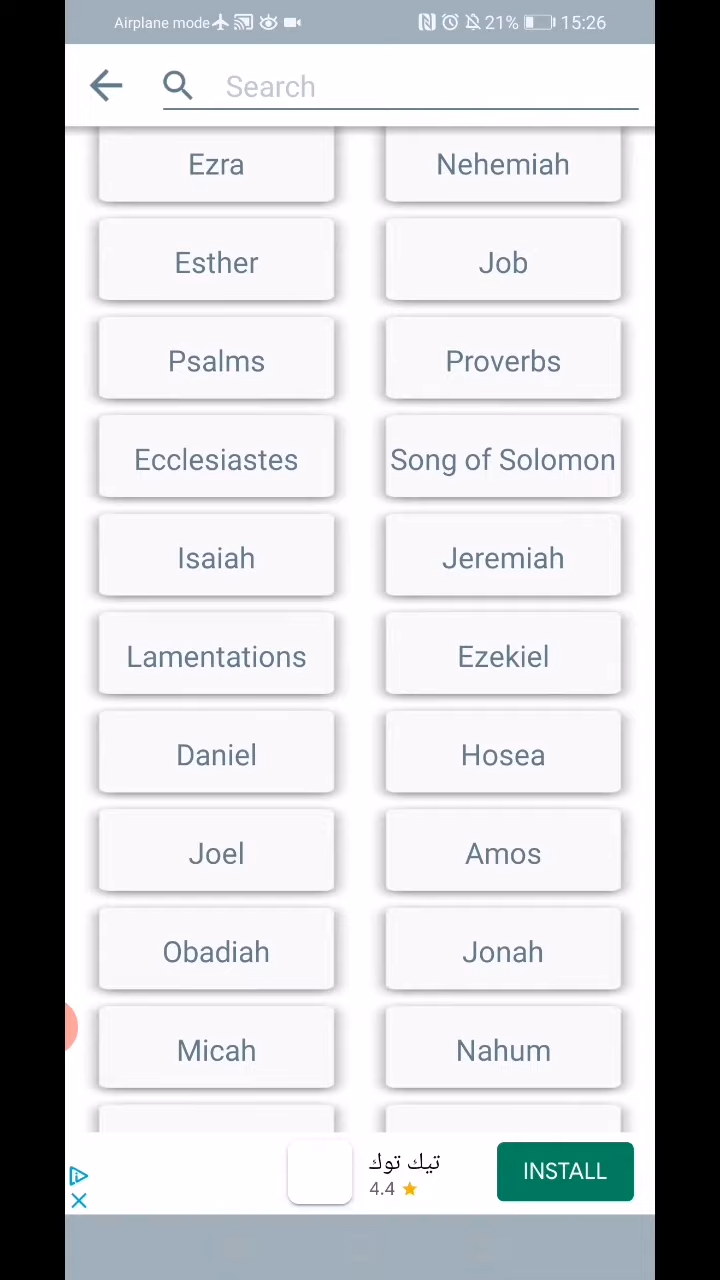 Airplane mode 21% 15:26
Search
Ezra Nehemiah
Esther Job
Psalms Proverbs
Ecclesiastes Song of Solomon
Isaiah Jeremiah
Lamentations Ezekiel
Daniel Hosea
Joel Amos
Obadiah Jonah
Micah Nahum
تيك توك
4.4
INSTALL